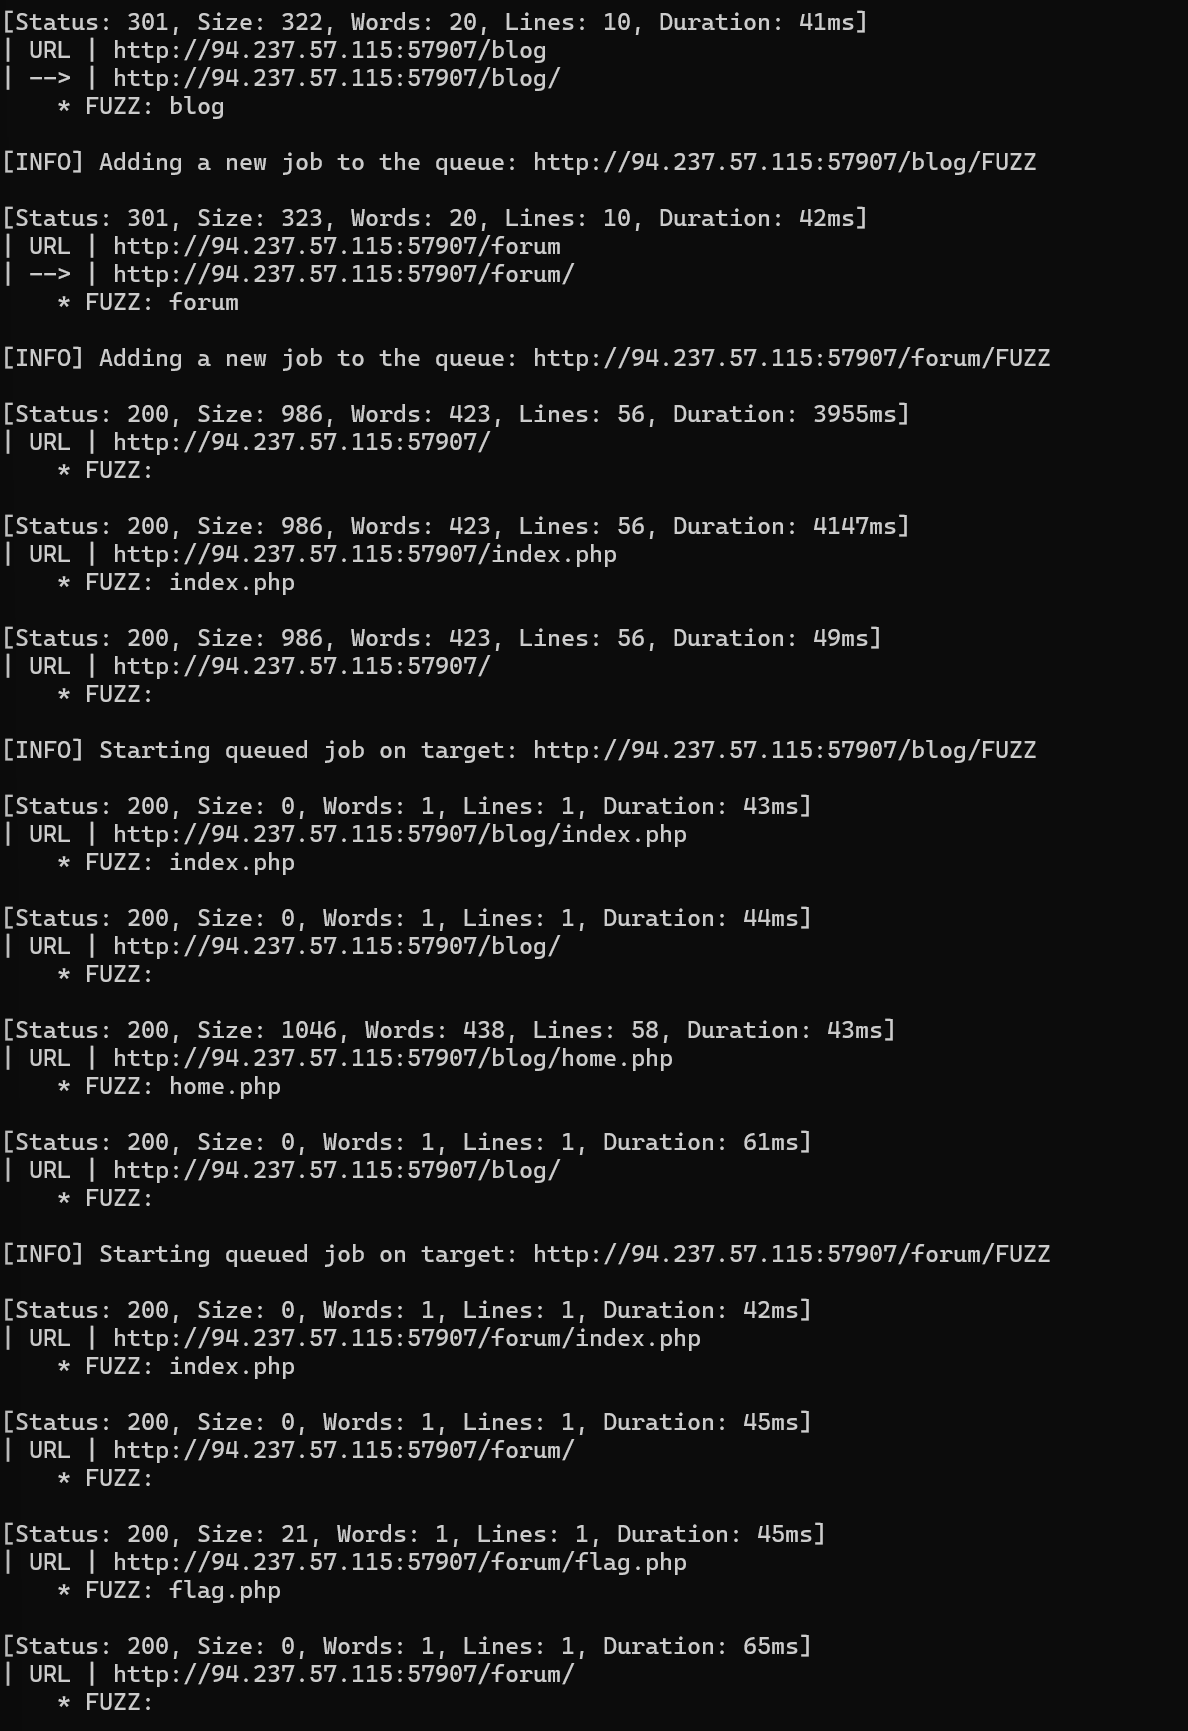 [Status: 301, Size: 322, Words: 20, Lines: 10, Duration: 41ms]
| URL | http://94.237.57.115:57907/blog
| --> | http://94.237.57.115:57907/blog/
    * FUZZ: blog

[INFO] Adding a new job to the queue: http://94.237.57.115:57907/blog/FUZZ

[Status: 301, Size: 323, Words: 20, Lines: 10, Duration: 42ms]
| URL | http://94.237.57.115:57907/forum
| --> | http://94.237.57.115:57907/forum/
    * FUZZ: forum

[INFO] Adding a new job to the queue: http://94.237.57.115:57907/forum/FUZZ

[Status: 200, Size: 986, Words: 423, Lines: 56, Duration: 3955ms]
| URL | http://94.237.57.115:57907/
    * FUZZ:

[Status: 200, Size: 986, Words: 423, Lines: 56, Duration: 4147ms]
| URL | http://94.237.57.115:57907/index.php
    * FUZZ: index.php

[Status: 200, Size: 986, Words: 423, Lines: 56, Duration: 49ms]
| URL | http://94.237.57.115:57907/
    * FUZZ:

[INFO] Starting queued job on target: http://94.237.57.115:57907/blog/FUZZ

[Status: 200, Size: 0, Words: 1, Lines: 1, Duration: 43ms]
| URL | http://94.237.57.115:57907/blog/index.php
    * FUZZ: index.php

[Status: 200, Size: 0, Words: 1, Lines: 1, Duration: 44ms]
| URL | http://94.237.57.115:57907/blog/
    * FUZZ:

[Status: 200, Size: 1046, Words: 438, Lines: 58, Duration: 43ms]
| URL | http://94.237.57.115:57907/blog/home.php
    * FUZZ: home.php

[Status: 200, Size: 0, Words: 1, Lines: 1, Duration: 61ms]
| URL | http://94.237.57.115:57907/blog/
    * FUZZ:

[INFO] Starting queued job on target: http://94.237.57.115:57907/forum/FUZZ

[Status: 200, Size: 0, Words: 1, Lines: 1, Duration: 42ms]
| URL | http://94.237.57.115:57907/forum/index.php
    * FUZZ: index.php

[Status: 200, Size: 0, Words: 1, Lines: 1, Duration: 45ms]
| URL | http://94.237.57.115:57907/forum/
    * FUZZ:

[Status: 200, Size: 21, Words: 1, Lines: 1, Duration: 45ms]
| URL | http://94.237.57.115:57907/forum/flag.php
    * FUZZ: flag.php

[Status: 200, Size: 0, Words: 1, Lines: 1, Duration: 65ms]
| URL | http://94.237.57.115:57907/forum/
    * FUZZ: